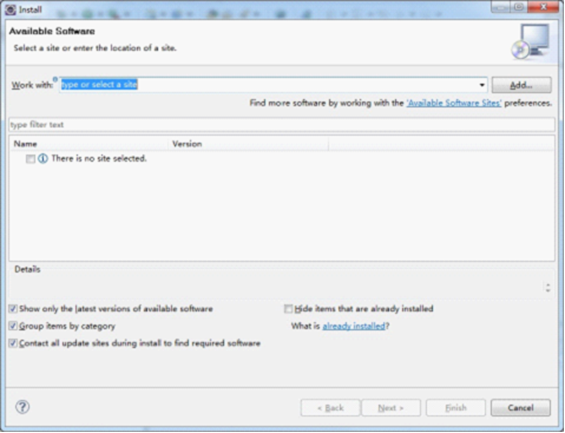 Install
Available Software
Select a site or enter the location of a site.
Work with: type or select a site Add...
Find more software by working with the 'Available Software Sites' preferences.
type filter text
Name Version
There is no site selected.
Details
Show only the latest versions of available software Hide items that are already installed
Group items by category What is already installed?
Contact all update sites during install to find required software
? < Back Next > Finish Cancel